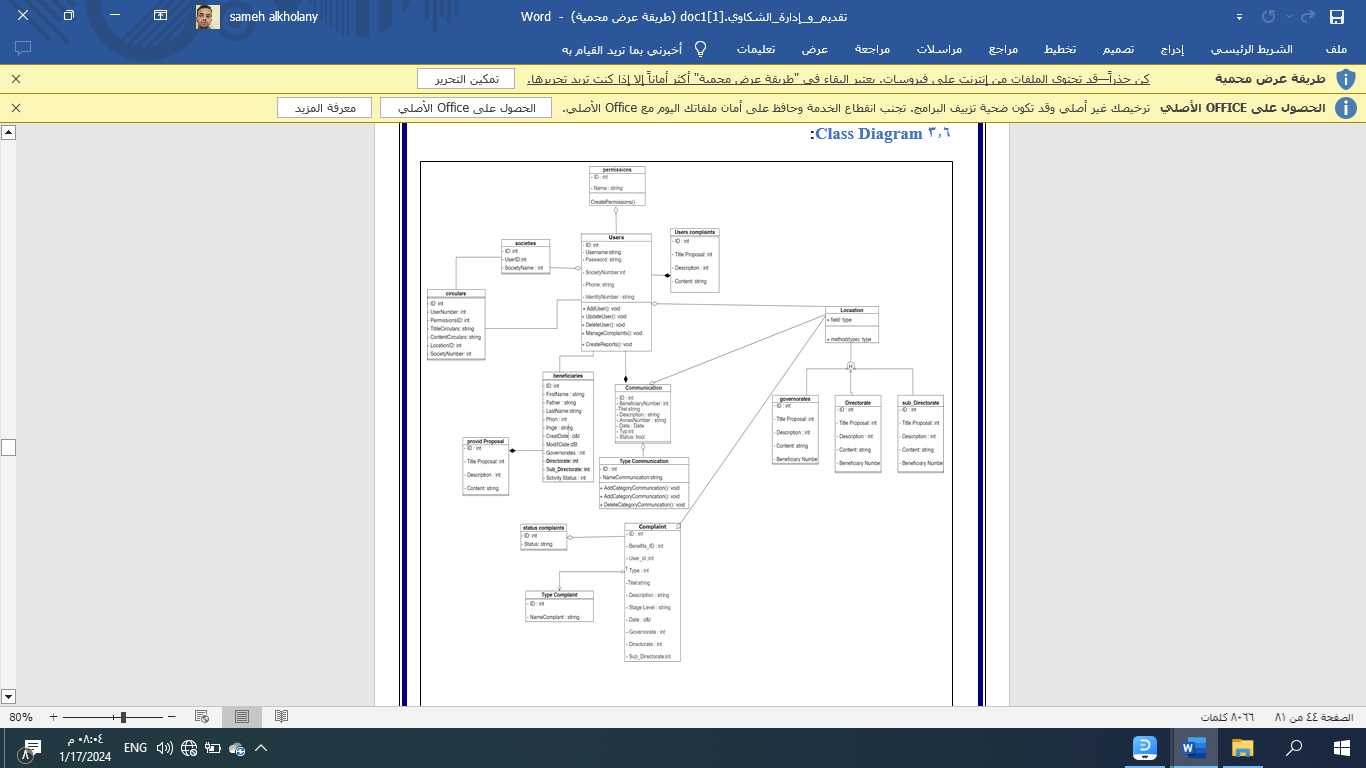 sameh alkholany
تقديم_و_إدارة_الشكاوي.doc1[1] (طريقة عرض محمية) - Word
ملف الشريط الرئيسي إدراج تصميم تخطيط مراجع مراسلات مراجعة عرض تعليمات أخبرني بما تريد القيام به
طريقة عرض محمية كن حذراً—قد تحتوي الملفات من إنترنت على فيروسات. يعتبر البقاء في "طريقة عرض محمية" أكثر أماناً إلا إذا كنت تريد تحريرها. تمكين التحرير
الحصول على OFFICE الأصلي ترخيصك غير أصلي وقد تكون ضحية تزييف البرامج. تجنب انقطاع الخدمة وحافظ على أمان ملفاتك اليوم مع Office الأصلي. الحصول على Office الأصلي معرفة المزيد
٣,٦ Class Diagram:
permissions
- ID : int
- Name : string
CreatePermissions()
Users
- ID: int
- Username:string
- Password: string
- SocietyNumber:int
- Phone: string
- IdentityNumber : string
+ AddUser(): void
+ UpdateUser(): void
+ DeleteUser(): void
+ ManageComplaints(): void
+ CreateReports(): void
Users complaints
- ID : int
- Title Proposal: int
- Description : int
- Content: string
societies
- ID: int
- UserID:int
- SocietyName : int
circulars
- ID: int
- UserNumber: int
- PermissionsID: int
- TitileCirculars: string
- ContentCirculars: string
- LocationID: int
- SocietyNumber: int
Locaation
+ field: type
+ method(type): type
H
governorates
- ID : int
- Title Proposal: int
- Description : int
- Content: string
- Beneficiary Numbe
Directorate
- ID : int
- Title Proposal: int
- Description : int
- Content: string
- Beneficiary Numbe
sub_Directorate
- ID : int
- Title Proposal: int
- Description : int
- Content: string
- Beneficiary Numbe
beneficiaries
- ID: int
- FirstName : string
- Father : string
- LastName:string
- Phon : int
- Imge : string
- CreatDate : d&t
- ModifiDate:d&t
- Governorates : int
- Directorate: int
- Sub_Directorate: int
- Sctivity Status : int
Communication
- ID : int
- BeneficiaryNumber: int
-Titel:string
- Description : string
- AnnexNumber : string
- Date : Date
- Typ:int
- Status: bool
provid Proposal
- ID : int
- Title Proposal: int
- Description : int
- Content: string
Type Communication
- ID : int
- NameCommunication:string
+ AddCategoryCommuncation(): void
+ AddCategoryCommuncation(): void
+ DeleteCategoryCommuncation(): void
status complaints
- ID: int
- Status: string
Complaint
- ID : int
- Benefits_ID : int
- User_id :int
* Type : int
-Titel:string
- Description : string
- Stage Level : string
- Date : d&t
- Governorate : int
- Directorate : int
- Sub_Directorate:int
Type Complaint
- ID : int
- NameComplant : string
الصفحة ٤٤ من ٨١ ٨٠٦٦ كلمات
80%
٠٨:٠٤ م
1/17/2024
ENG
٨